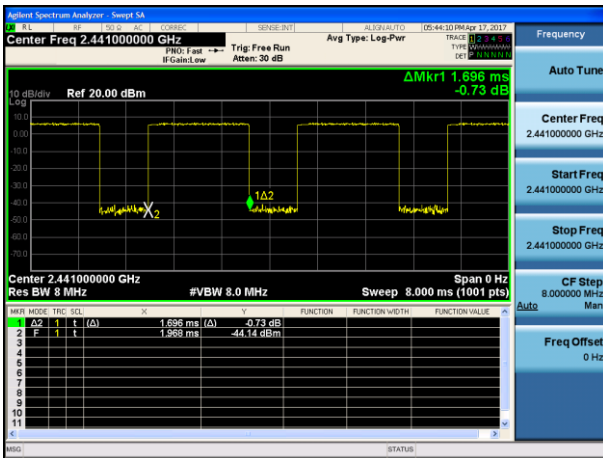 Agilent Spectrum Analyzer - Swept SA
RL RF 50 Ω AC CORREC SENSE:INT ALIGNAUTO 05:44:10 PM Apr 17, 2017
Center Freq 2.441000000 GHz
PNO: Fast
IFGain:Low
Trig: Free Run
Atten: 30 dB
Avg Type: Log-Pwr
TRACE 1 2 3 4 5 6
TYPE
DET P N N N N N
ΔMkr1 1.696 ms
-0.73 dB
10 dB/div Ref 20.00 dBm
Log
10.0
0.00
-10.0
-20.0
-30.0
-40.0
-50.0
-60.0
-70.0
1Δ2
X2
Center 2.441000000 GHz
Span 0 Hz
Res BW 8 MHz #VBW 8.0 MHz Sweep 8.000 ms (1001 pts)
MKR MODE TRC SCL X Y FUNCTION FUNCTION WIDTH FUNCTION VALUE
1 Δ2 1 t (Δ) 1.696 ms (Δ) -0.73 dB
2 F 1 t 1.968 ms -44.14 dBm
3
4
5
6
7
8
9
10
11
MSG STATUS
Frequency
Auto Tune
Center Freq
2.441000000 GHz
Start Freq
2.441000000 GHz
Stop Freq
2.441000000 GHz
CF Step
8.000000 MHz
Auto Man
Freq Offset
0 Hz